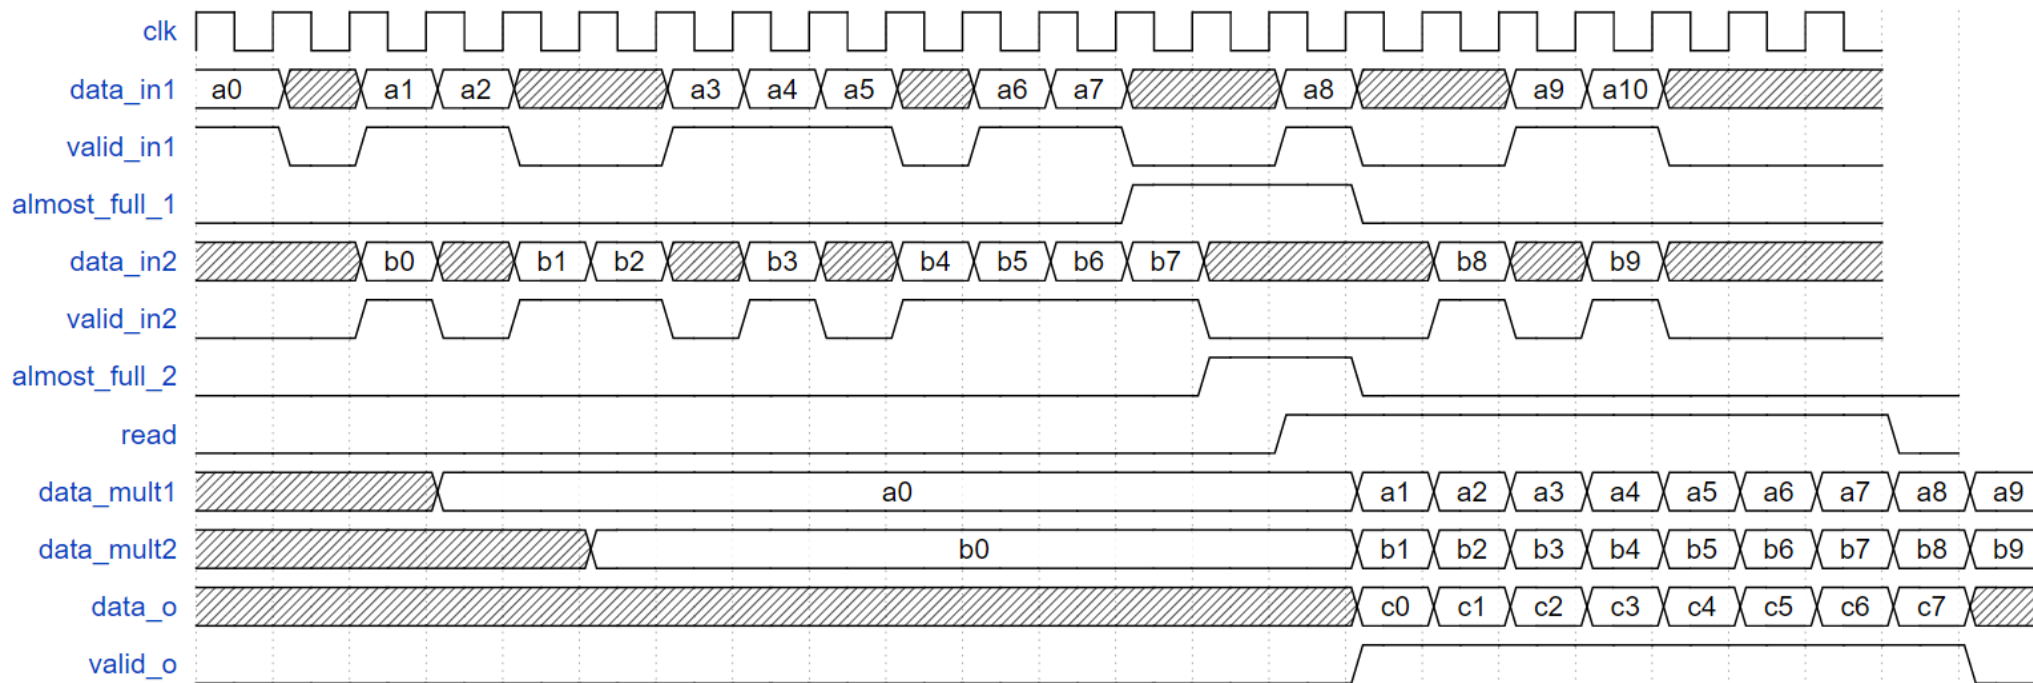 clk
data_in1 a0 a1 a2 a3 a4 a5 a6 a7 a8 a9 a10
valid_in1
almost_full_1
data_in2 b0 b1 b2 b3 b4 b5 b6 b7 b8 b9
valid_in2
almost_full_2
read
data_mult1 a0 a1 a2 a3 a4 a5 a6 a7 a8 a9
data_mult2 b0 b1 b2 b3 b4 b5 b6 b7 b8 b9
data_o c0 c1 c2 c3 c4 c5 c6 c7
valid_o